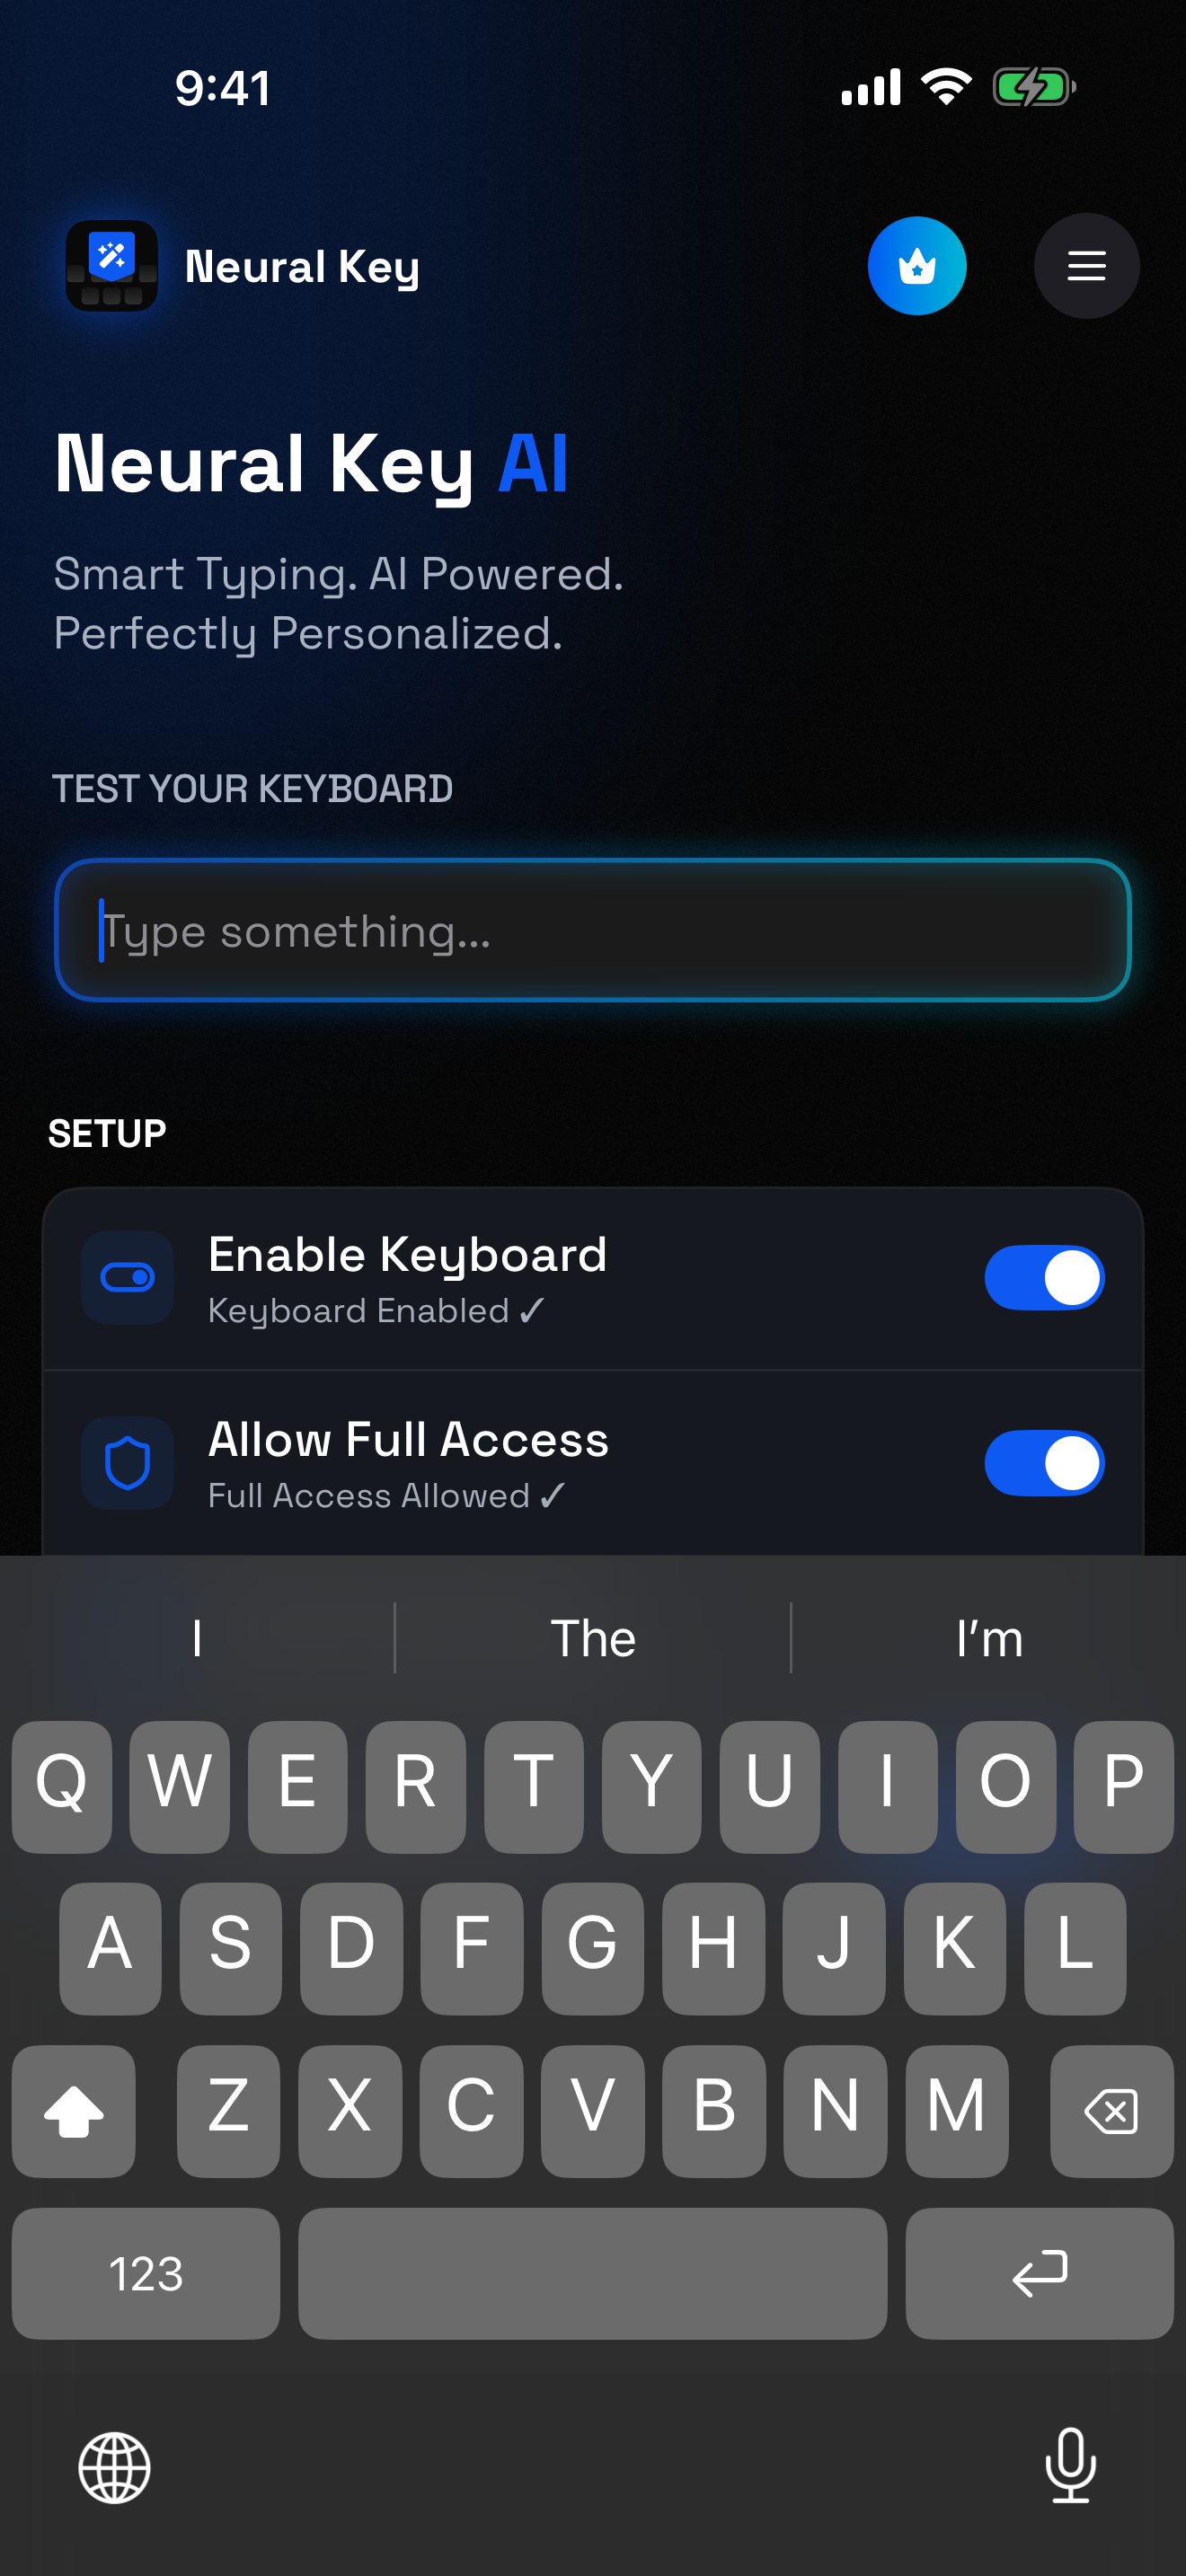 9:41
Neural Key
Neural Key AI
Smart Typing. AI Powered.
Perfectly Personalized.
TEST YOUR KEYBOARD
Type something...
SETUP
Enable Keyboard
Keyboard Enabled ✓
Allow Full Access
Full Access Allowed ✓
I The I'm
Q W E R T Y U I O P
A S D F G H J K L
Z X C V B N M
123